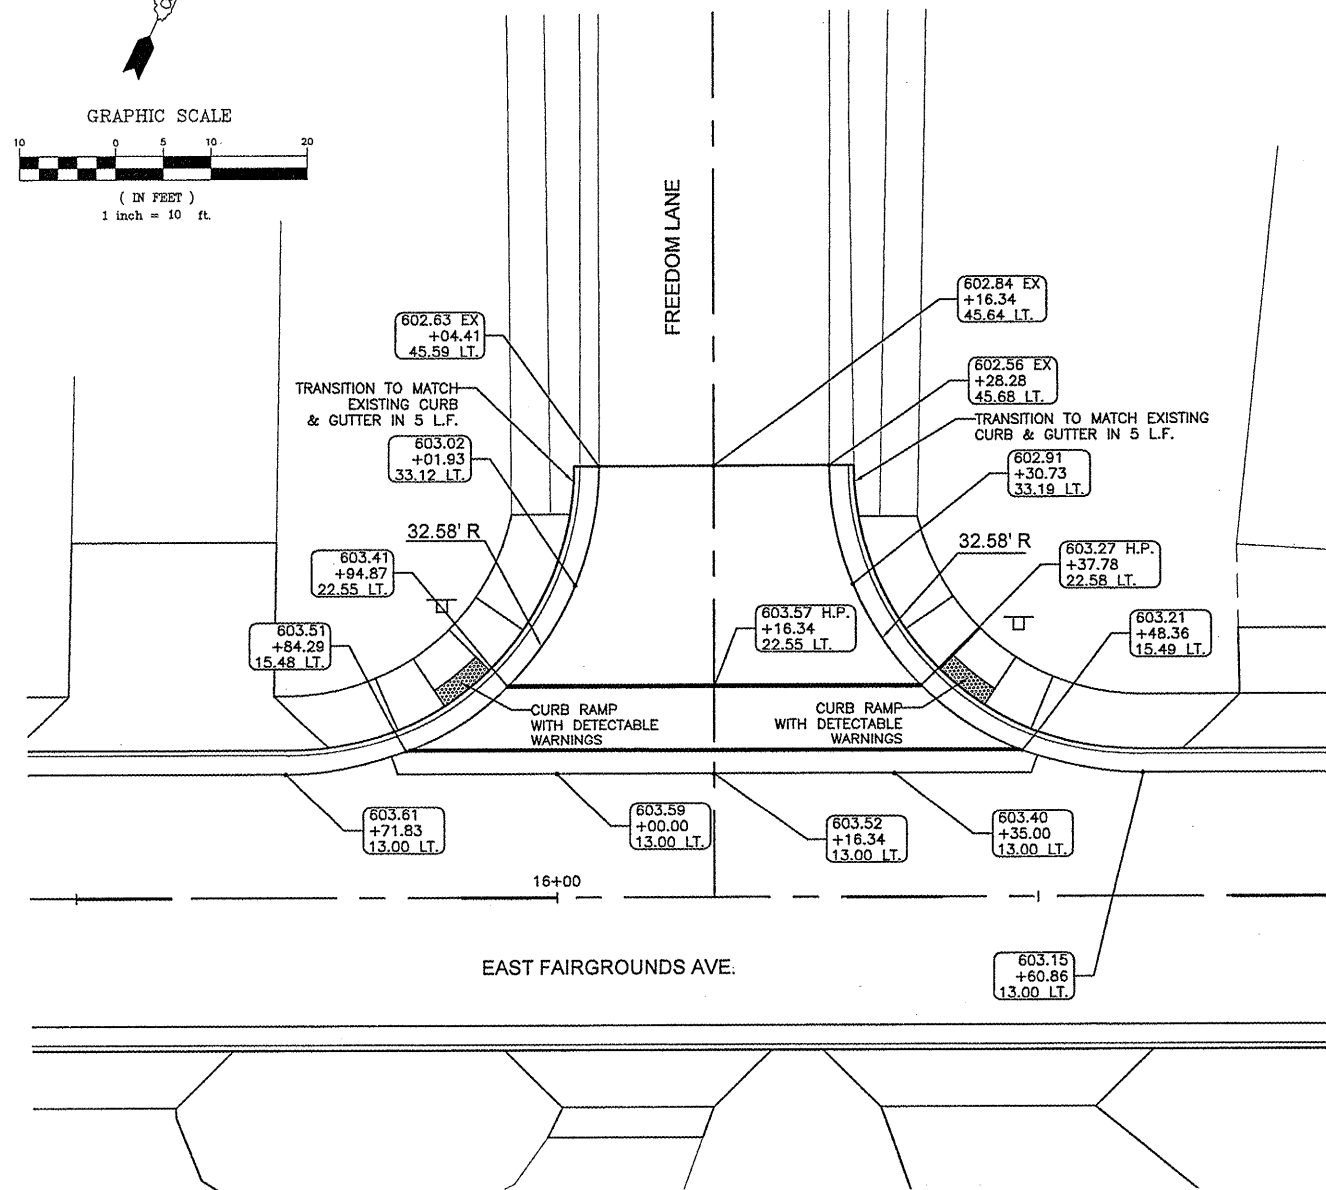 GRAPHIC SCALE
10 0 5 10 20
( IN FEET )
1 inch = 10 ft.
FREEDOM LANE
602.84 EX
+16.34
45.64 LT.
602.63 EX
+04.41
45.59 LT.
602.56 EX
+28.28
45.68 LT.
TRANSITION TO MATCH
EXISTING CURB
& GUTTER IN 5 L.F.
TRANSITION TO MATCH EXISTING
CURB & GUTTER IN 5 L.F.
603.02
+01.93
33.12 LT.
602.91
+30.73
33.19 LT.
32.58' R
32.58' R
603.41
+94.87
22.55 LT.
603.27 H.P.
+37.78
22.58 LT.
603.51
+84.29
15.48 LT.
603.57 H.P.
+16.34
22.55 LT.
603.21
+48.36
15.49 LT.
CURB RAMP
WITH DETECTABLE
WARNINGS
CURB RAMP
WITH DETECTABLE
WARNINGS
603.61
+71.83
13.00 LT.
603.59
+00.00
13.00 LT.
603.52
+16.34
13.00 LT.
603.40
+35.00
13.00 LT.
16+00
EAST FAIRGROUNDS AVE.
603.15
+60.86
13.00 LT.